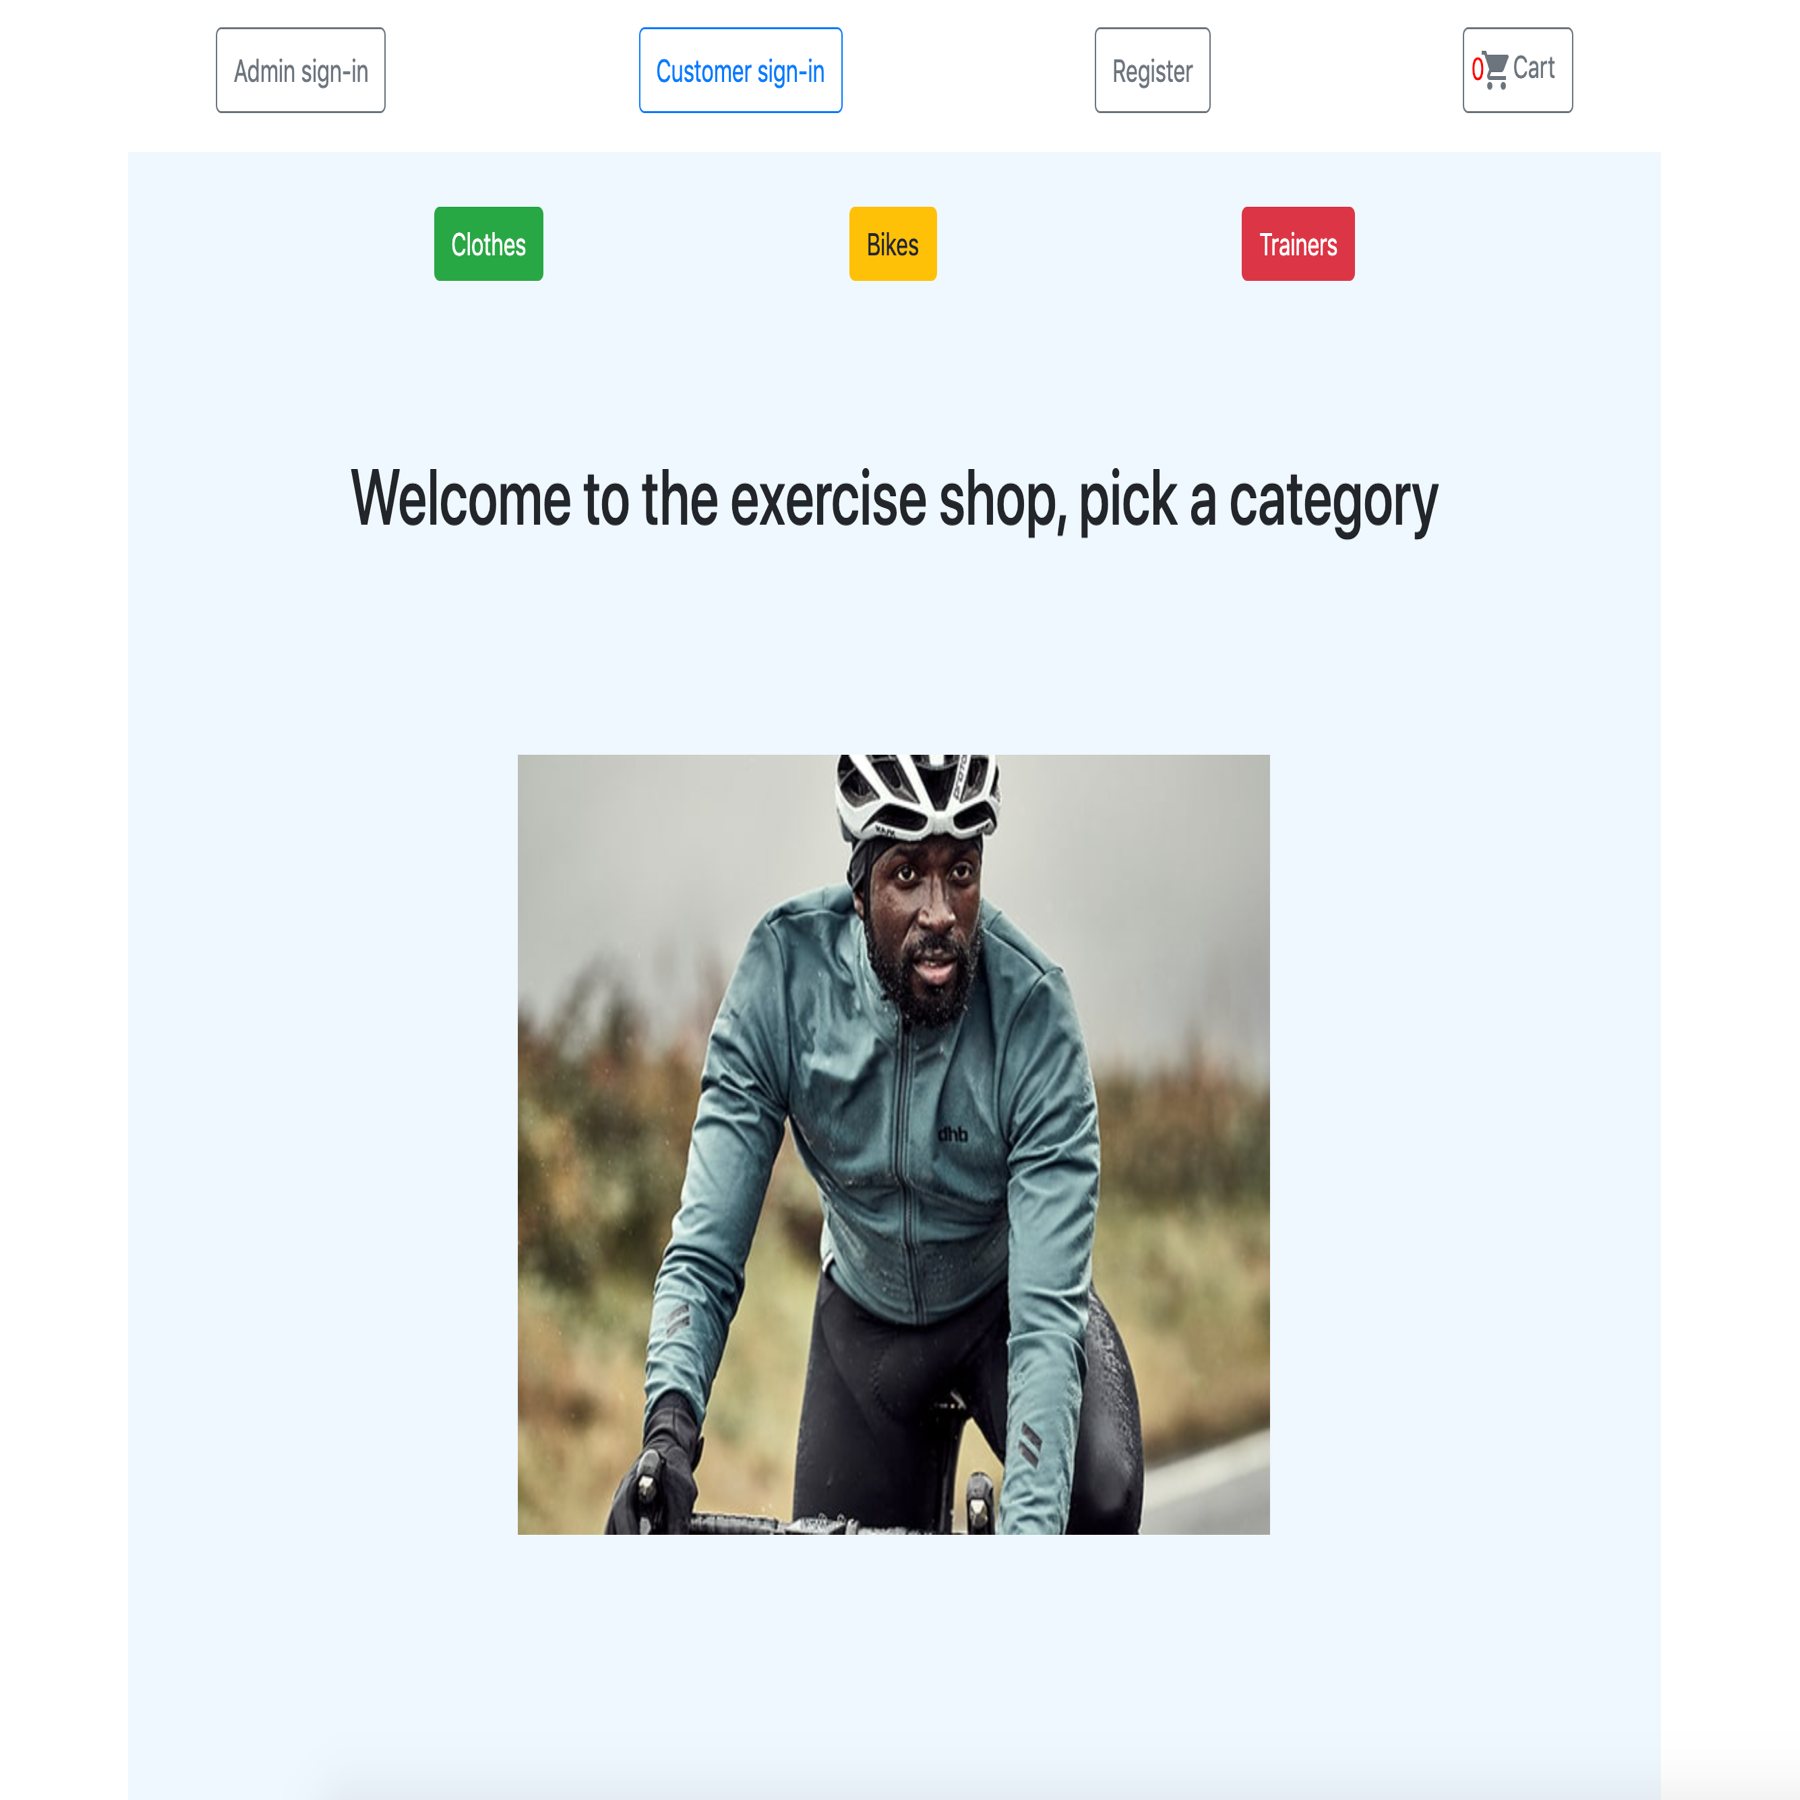 Admin sign-in Customer sign-in Register 0 Cart
Clothes Bikes Trainers
Welcome to the exercise shop, pick a category
dhb